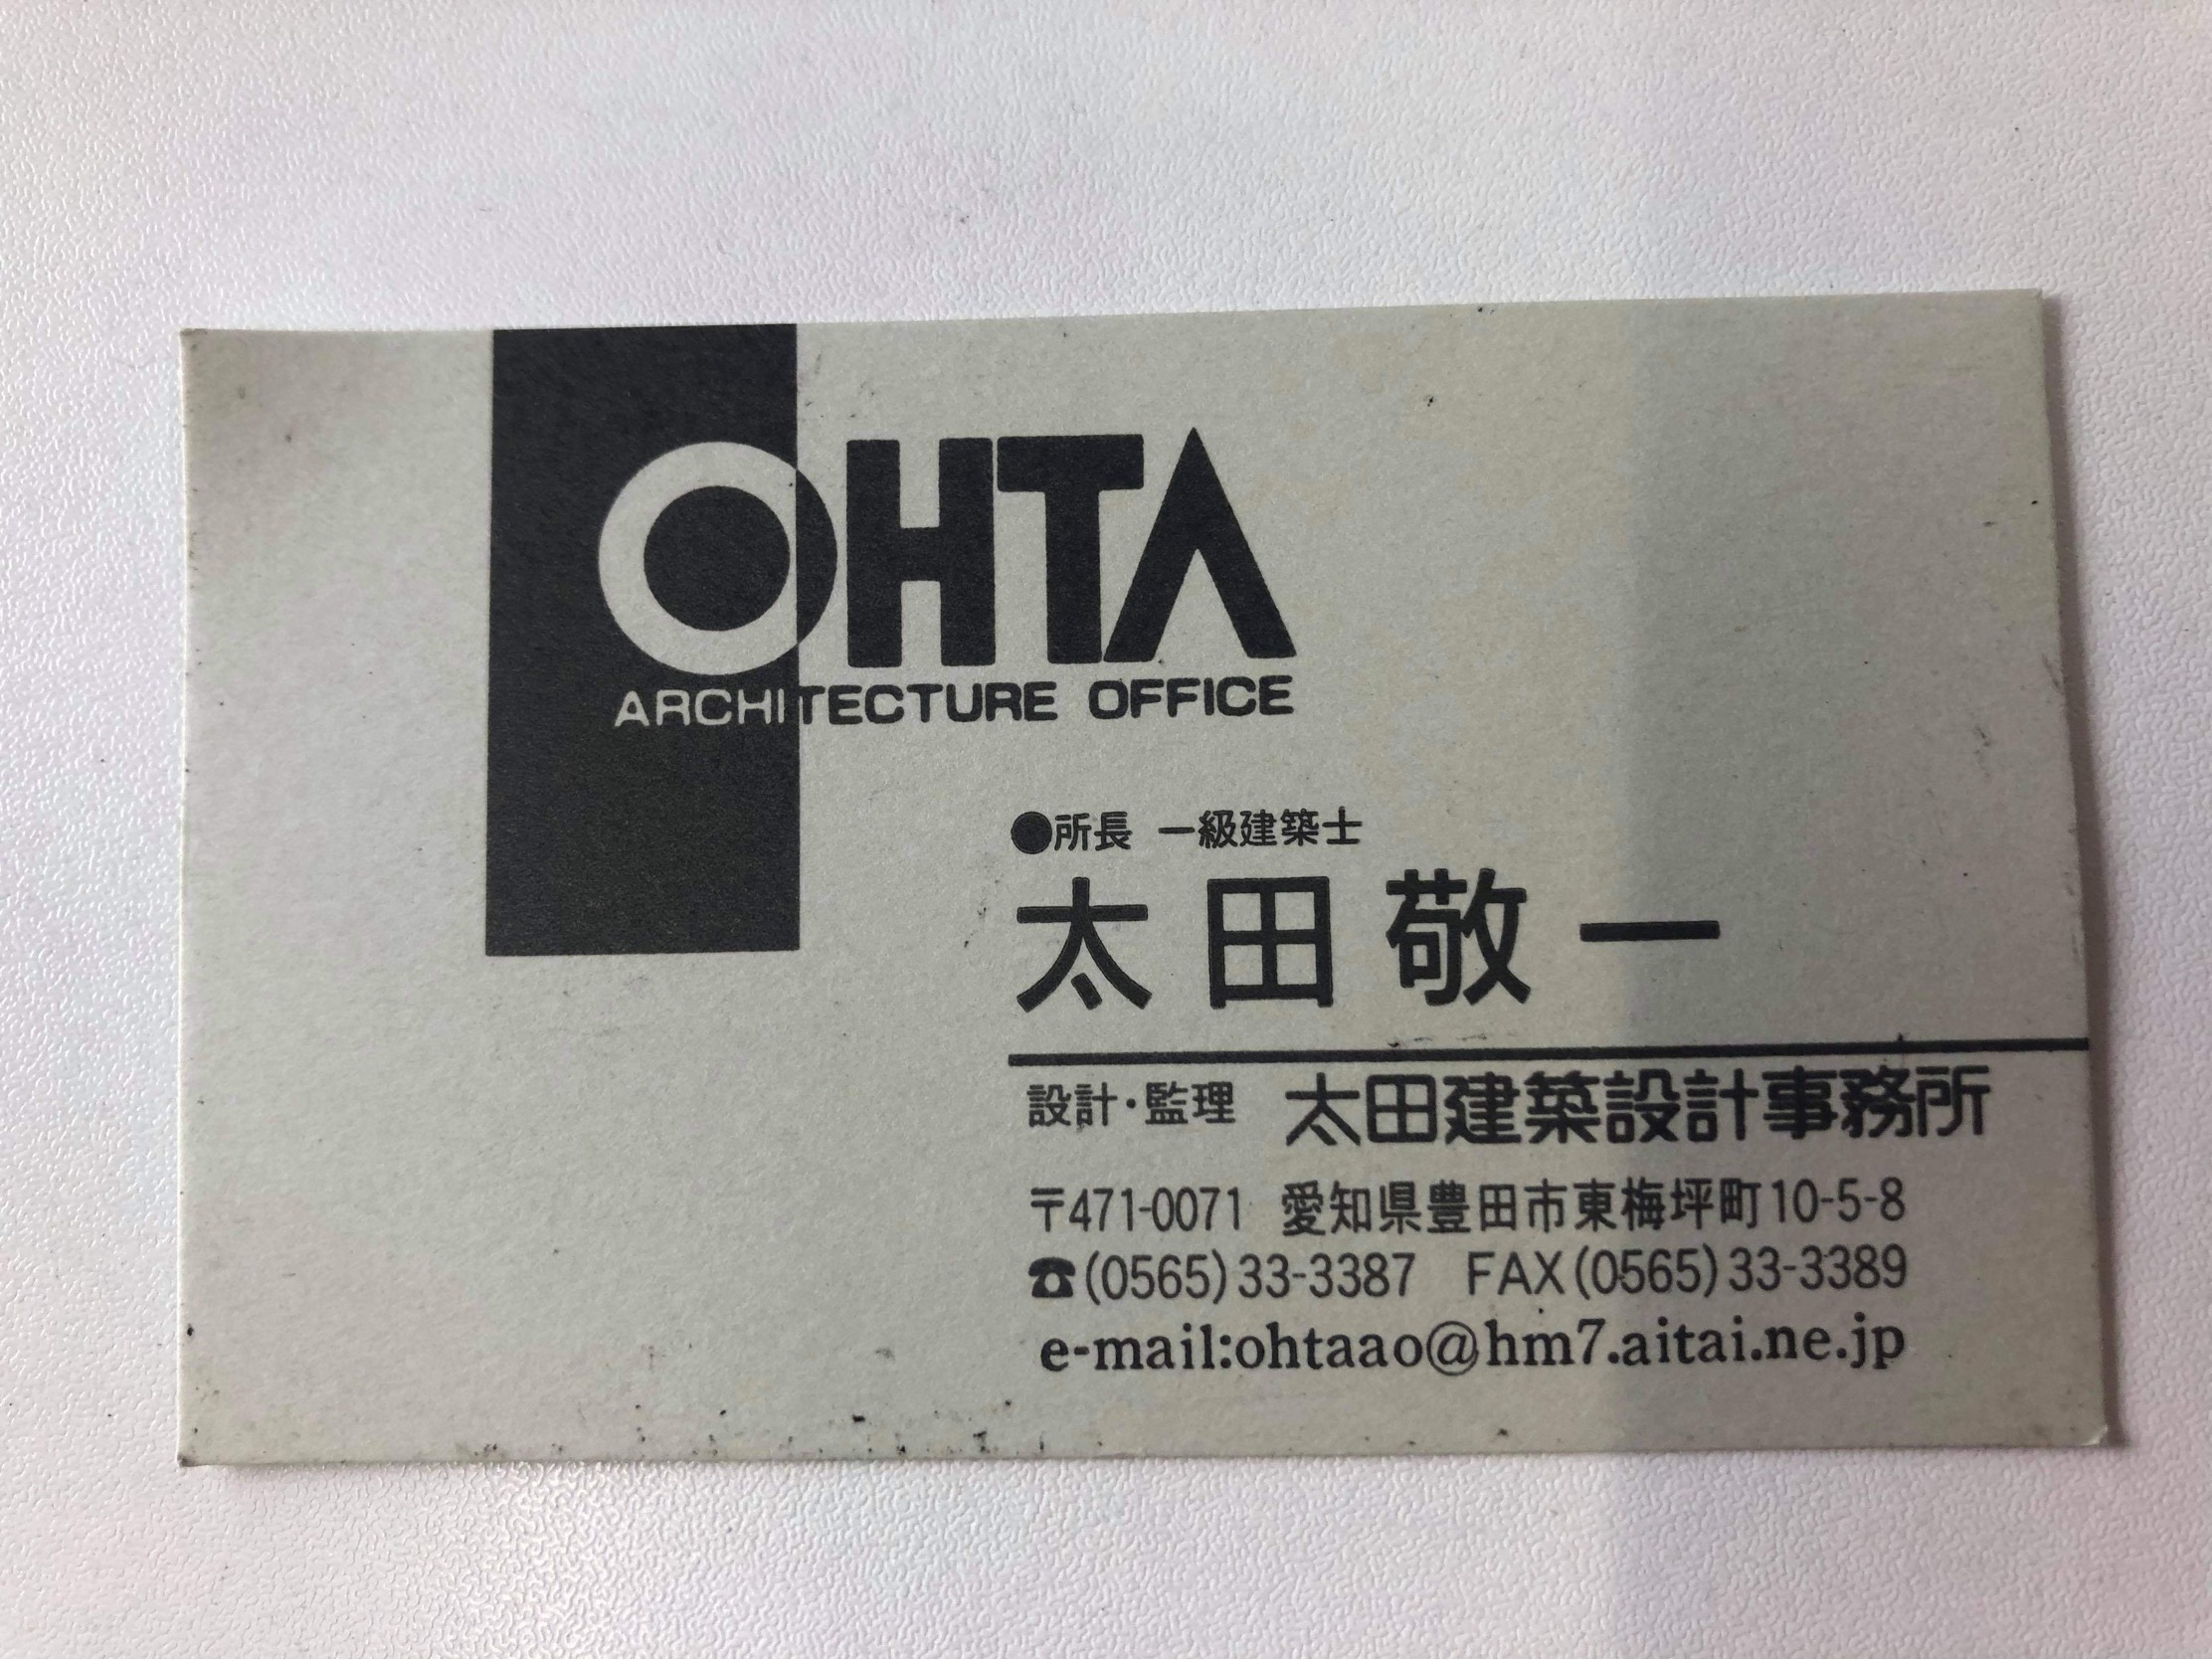 OHTA
ARCHITECTURE OFFICE
●所長 一級建築士
太田敬一
設計・監理 太田建築設計事務所
〒471-0071 愛知県豊田市東梅坪町10-5-8
☎(0565)33-3387 FAX(0565)33-3389
e-mail:ohtaao@hm7.aitai.ne.jp